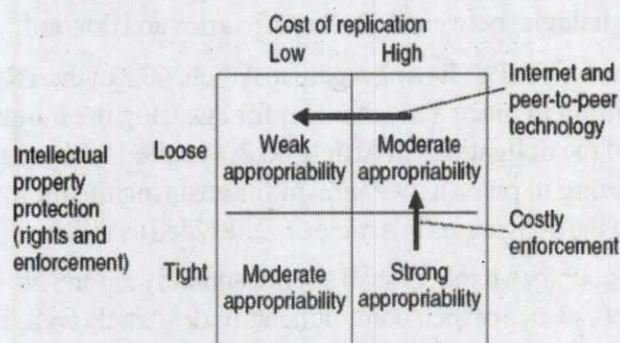 Cost of replication
Low High
Internet and
peer-to-peer
technology
Intellectual
property
protection
(rights and
enforcement)
Loose
Weak
appropriability
Moderate
appropriability
Costly
enforcement
Tight
Moderate
appropriability
Strong
appropriability